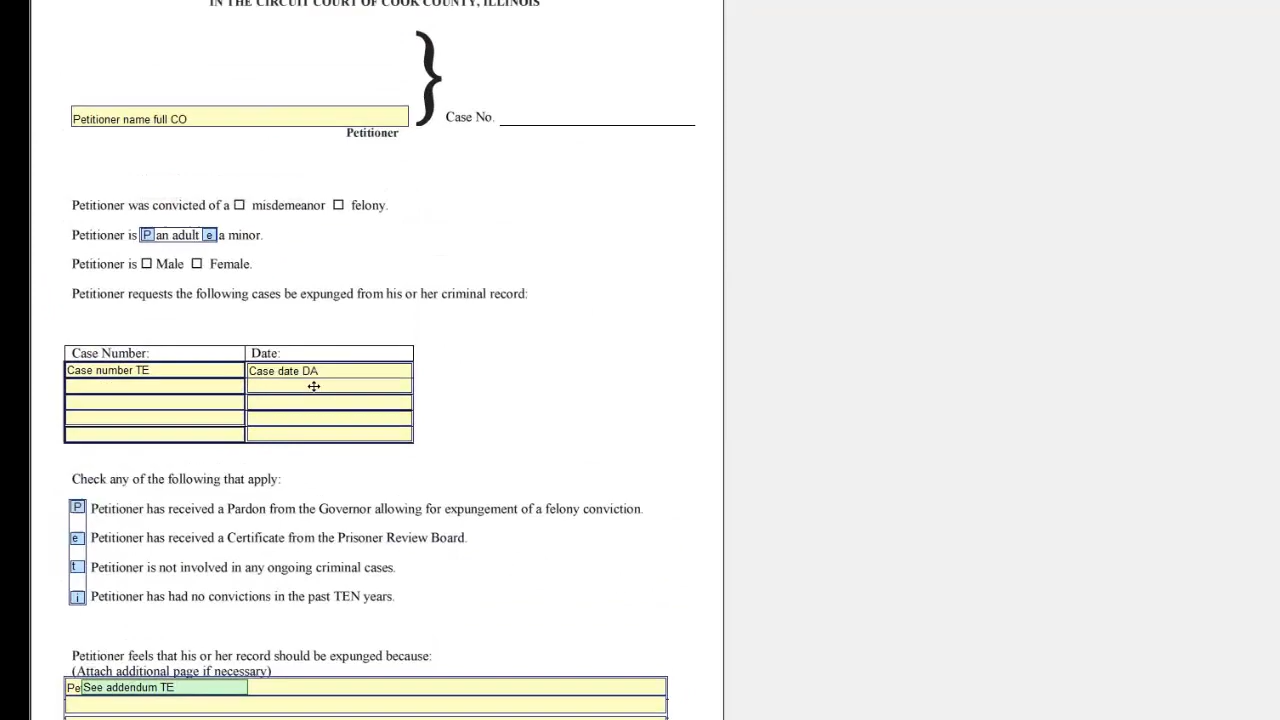 IN THE CIRCUIT COURT OF COOK COUNTY, ILLINOIS
}
Petitioner name full CO
Case No.
Petitioner
Petitioner was convicted of a ☐ misdemeanor ☐ felony.
Petitioner is P an adult e a minor.
Petitioner is ☐ Male ☐ Female.
Petitioner requests the following cases be expunged from his or her criminal record:
Case Number: Date:
Case number TE Case date DA
Check any of the following that apply:
P Petitioner has received a Pardon from the Governor allowing for expungement of a felony conviction.
e Petitioner has received a Certificate from the Prisoner Review Board.
t Petitioner is not involved in any ongoing criminal cases.
i Petitioner has had no convictions in the past TEN years.
Petitioner feels that his or her record should be expunged because:
(Attach additional page if necessary)
Pe See addendum TE